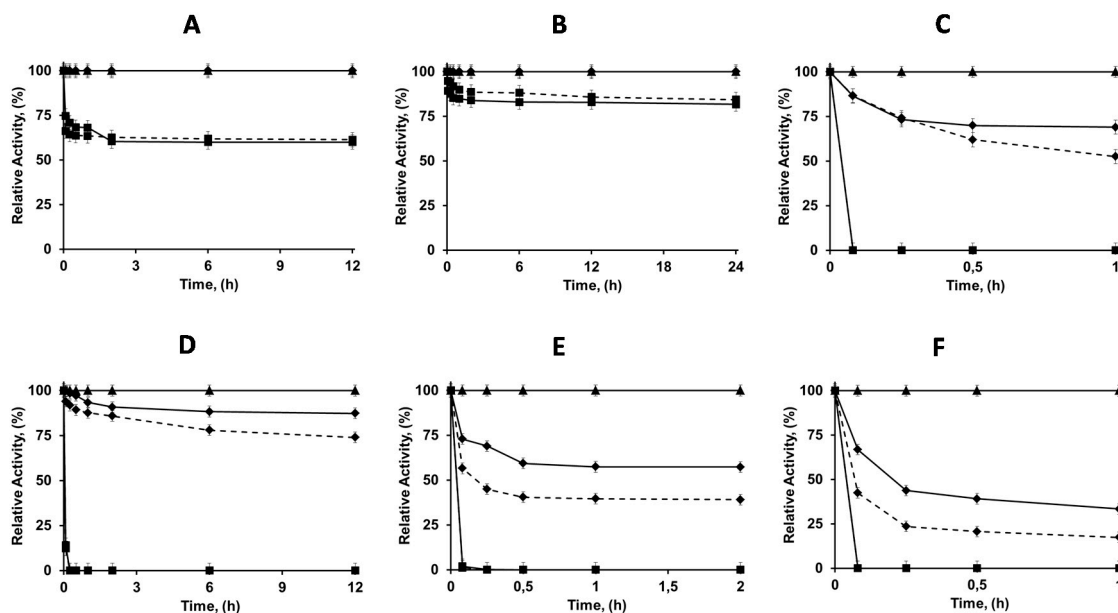 A
Relative Activity, (%)
100
75
50
25
0
0 3 6 9 12
Time, (h)
B
Relative Activity, (%)
100
75
50
25
0
0 6 12 18 24
Time, (h)
C
Relative Activity, (%)
100
75
50
25
0
0 0,5 1
Time, (h)
D
Relative Activity, (%)
100
75
50
25
0
0 3 6 9 12
Time, (h)
E
Relative Activity, (%)
100
75
50
25
0
0 0,5 1 1,5 2
Time, (h)
F
Relative Activity, (%)
100
75
50
25
0
0 0,5 1
Time, (h)